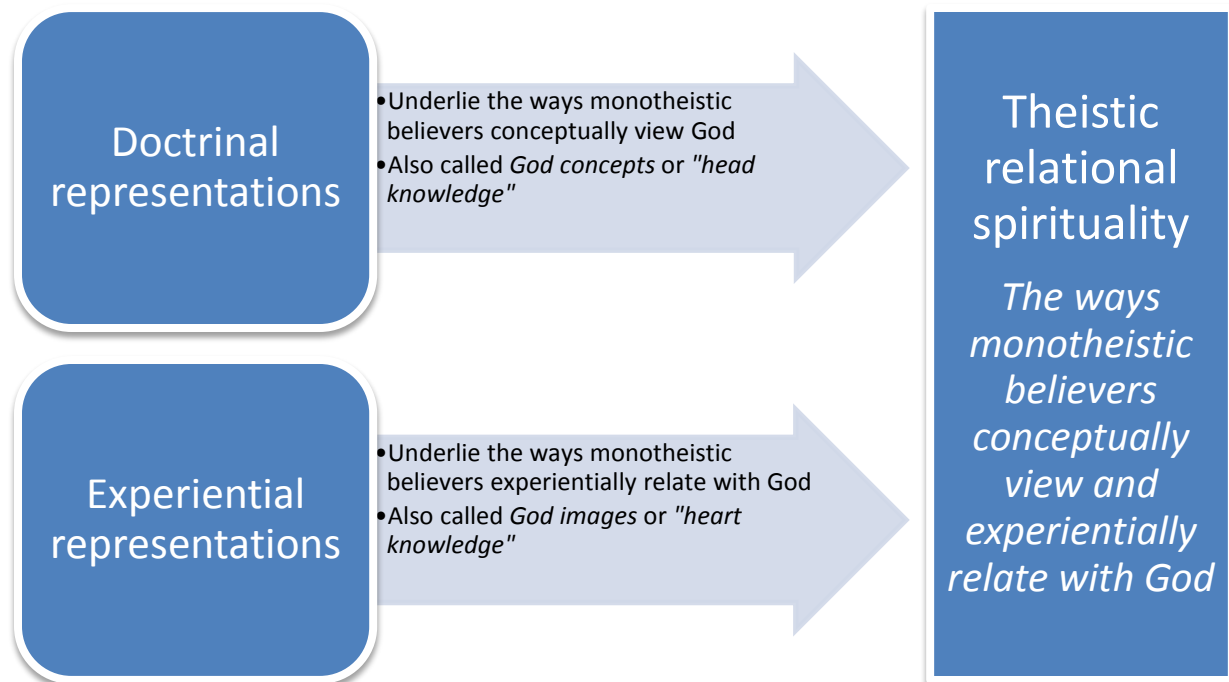 Doctrinal
representations
•Underlie the ways monotheistic
believers conceptually view God
•Also called God concepts or "head
knowledge"
Experiential
representations
•Underlie the ways monotheistic
believers experientially relate with God
•Also called God images or "heart
knowledge"
Theistic
relational
spirituality
The ways
monotheistic
believers
conceptually
view and
experientially
relate with God